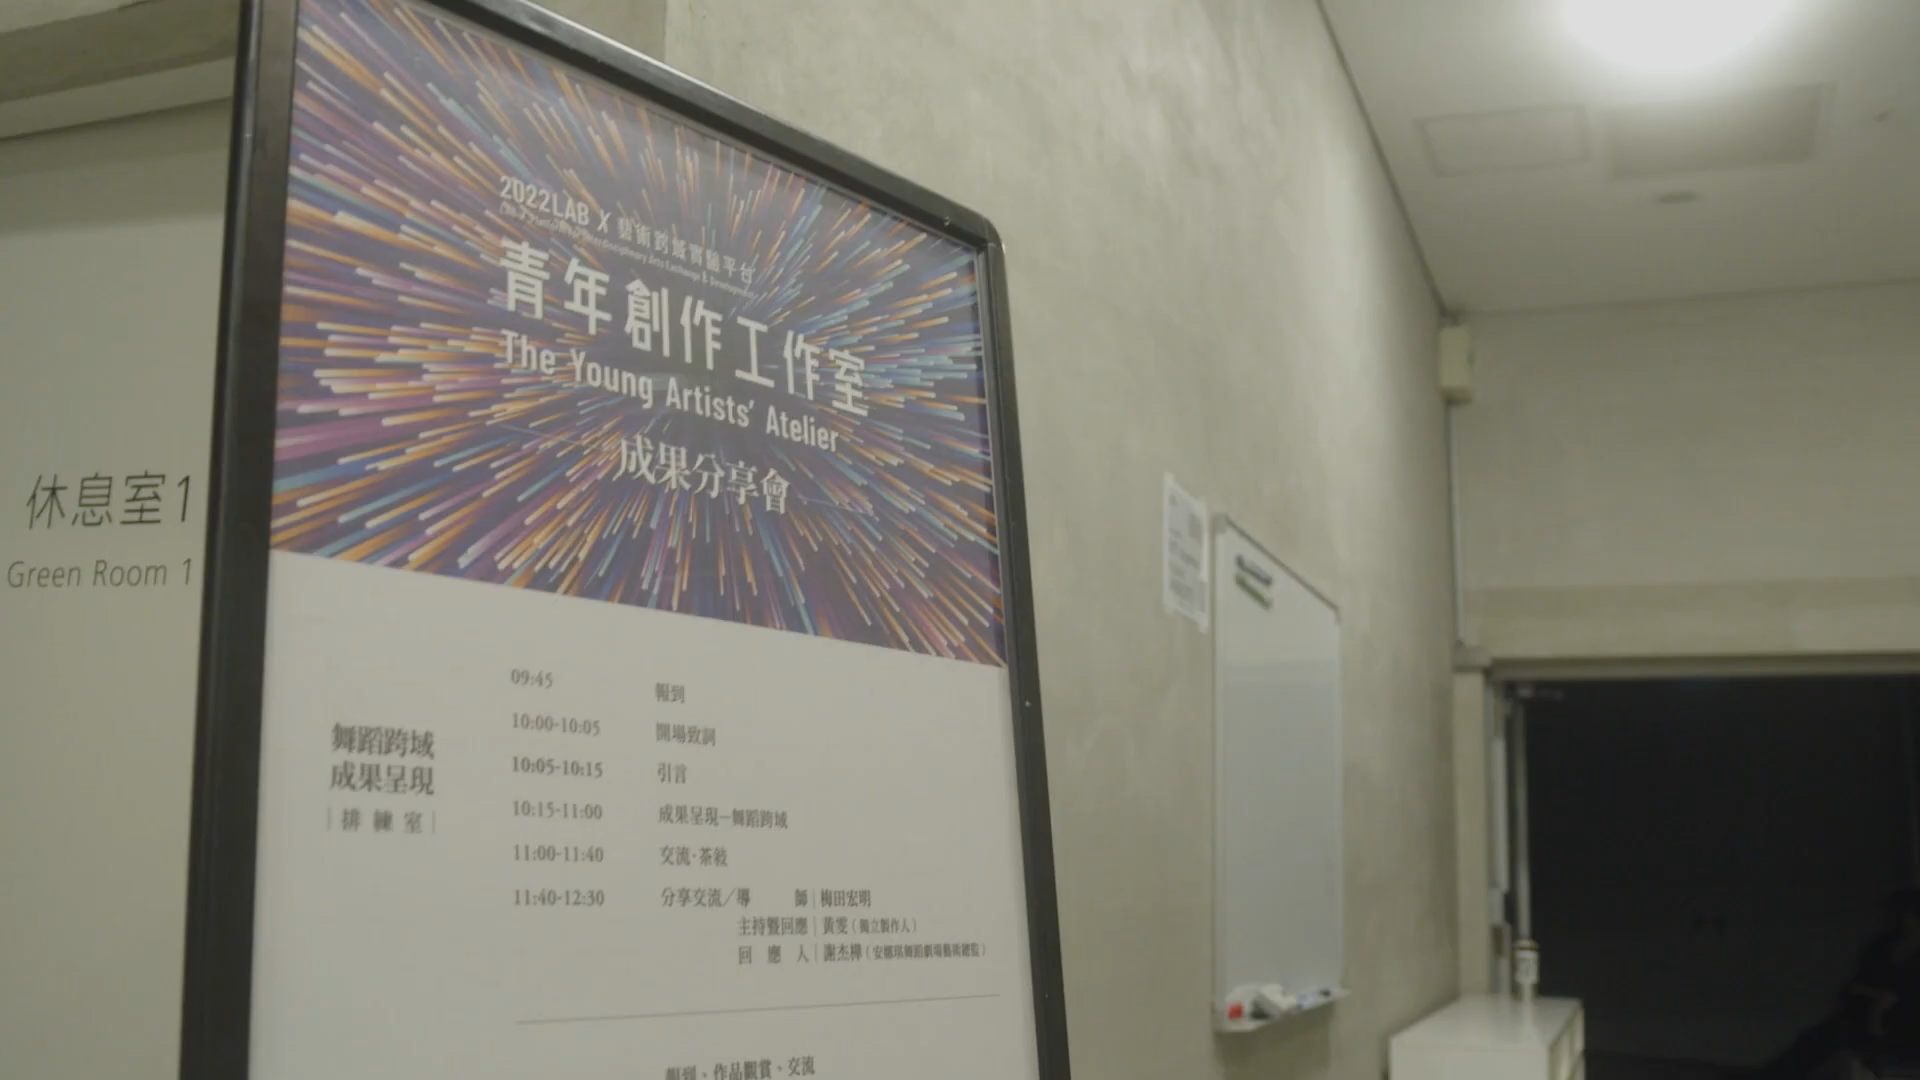 休息室1
Green Room 1
2022LAB X 藝術跨域實驗平台
青年創作工作室
The Young Artists' Atelier
成果分享會
舞蹈跨域
成果呈現
|排練室|
09:45 報到
10:00-10:05 開場致詞
10:05-10:15 引言
10:15-11:00 成果呈現—舞蹈跨域
11:00-11:40 交流·茶敘
11:40-12:30 分享交流/導 師|梅田宏明
主持暨回應|黃雯(獨立製作人)
回應人|謝杰樺(安娜琪舞蹈劇場藝術總監)
報到、作品觀賞、交流